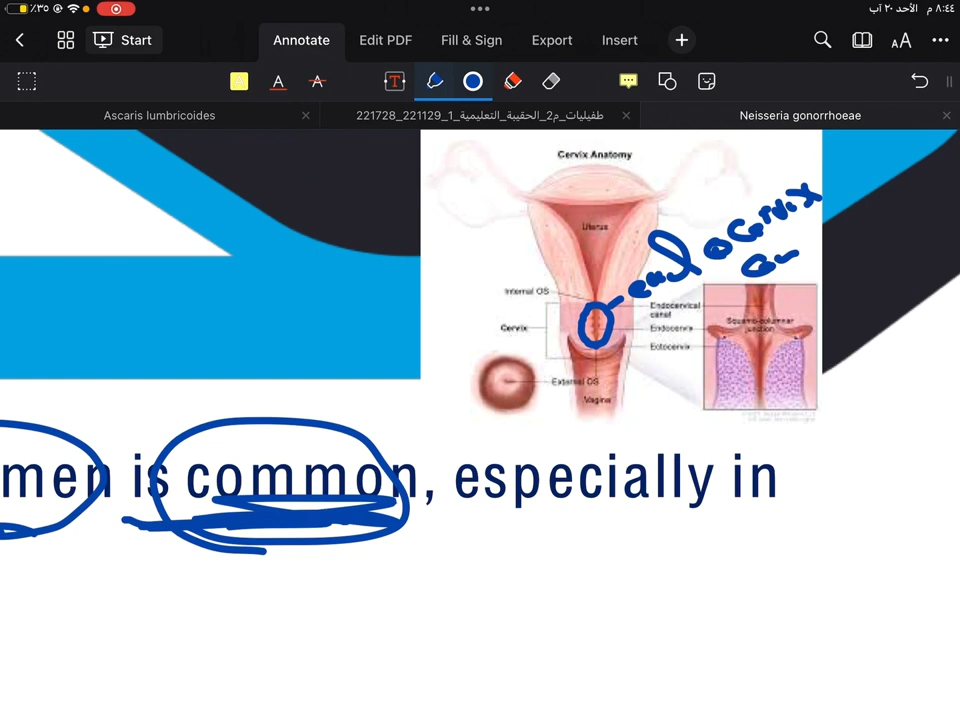 ٪٣٥
٨:٤٤ م الأحد ٢٠ آب
Start
Annotate
Edit PDF
Fill & Sign
Export
Insert
Ascaris lumbricoides
طفيليات_م2_الحقيبة_التعليمية_1_221129_221728
Neisseria gonorrhoeae
Cervix Anatomy
Uterus
Internal OS
Cervix
Endocervical
canal
Endocervix
Ectocervix
External OS
Vagina
Squamo-columnar
junction
endocervix
men is common, especially in